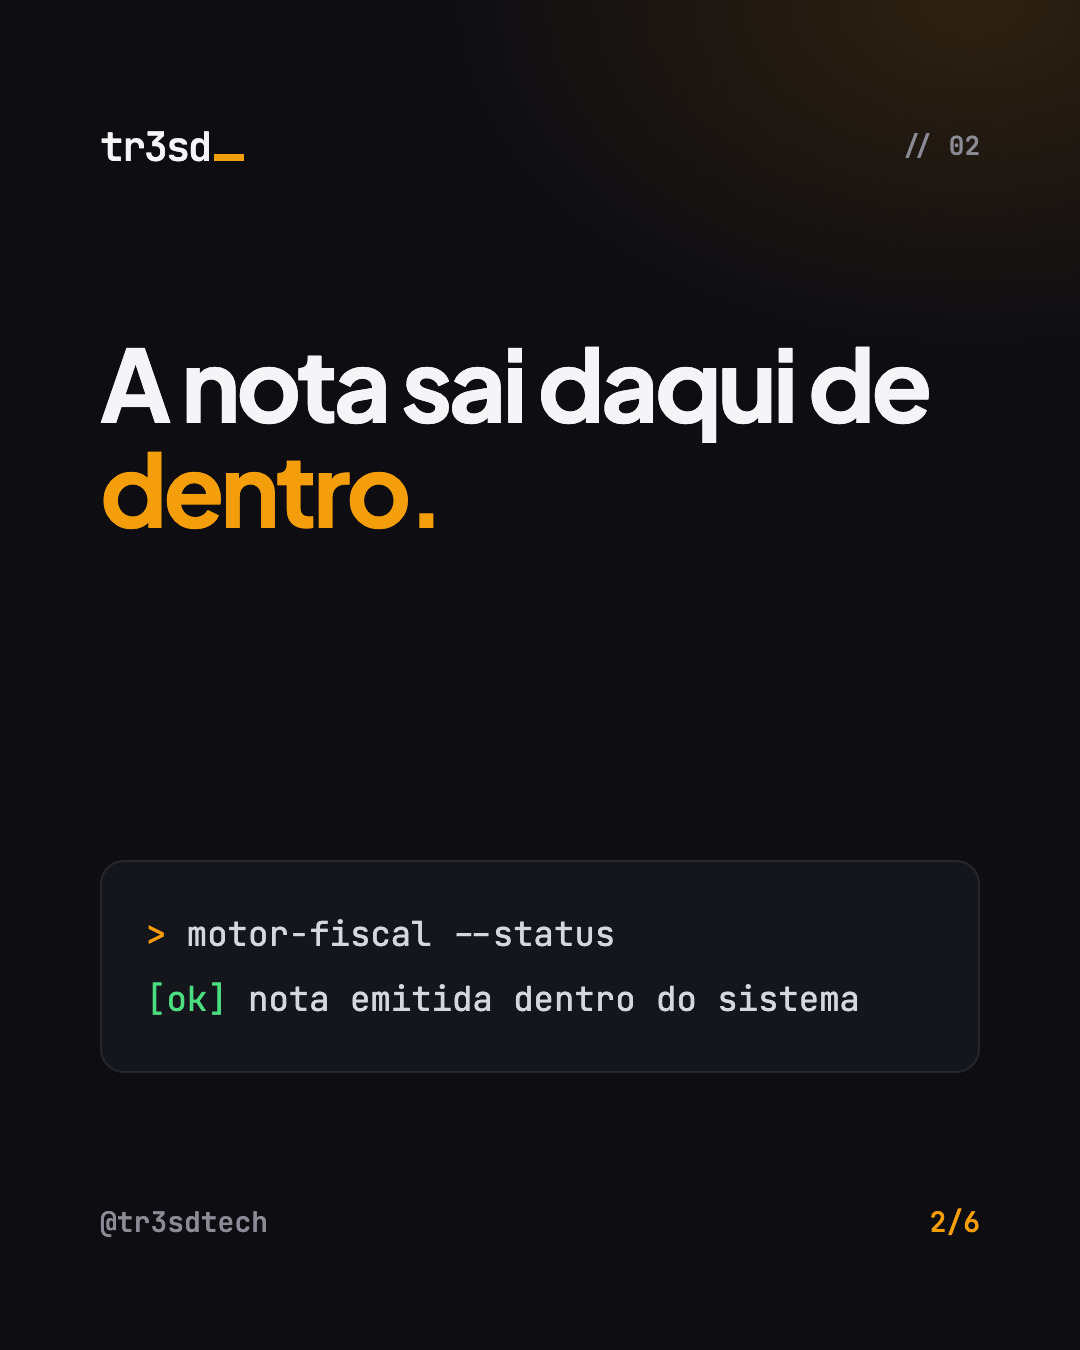 tr3sd_
// 02
A nota sai daqui de
dentro.
> motor-fiscal --status
[ok] nota emitida dentro do sistema
@tr3sdtech
2/6